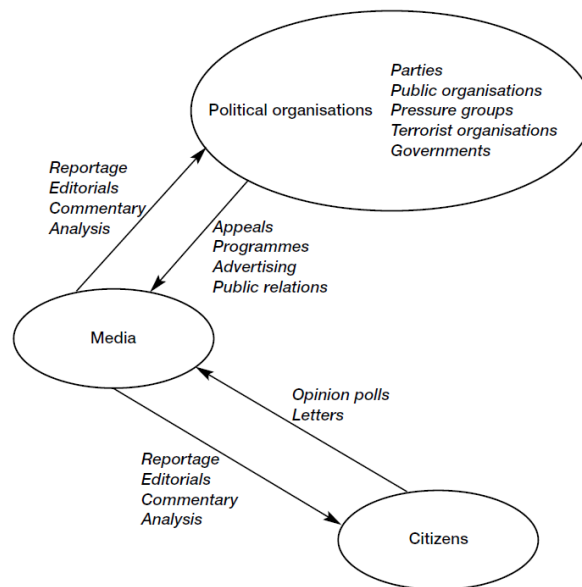 Parties
Public organisations
Political organisations
Pressure groups
Terrorist organisations
Governments
Reportage
Editorials
Commentary
Analysis
Appeals
Programmes
Advertising
Public relations
Media
Opinion polls
Letters
Reportage
Editorials
Commentary
Analysis
Citizens